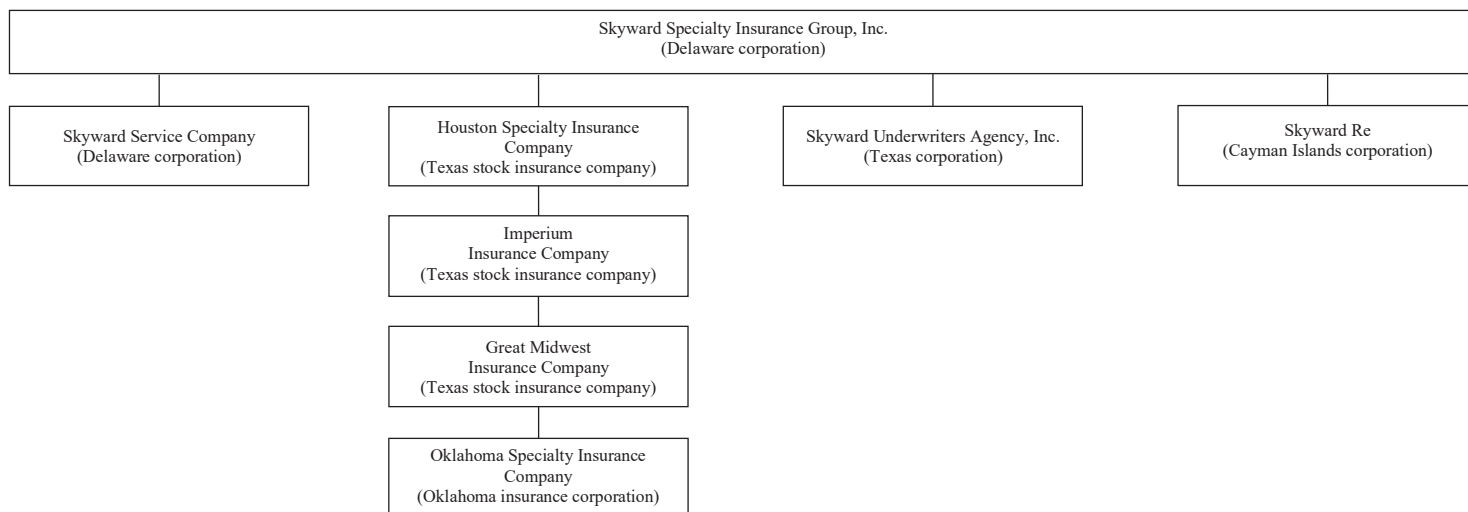 Skyward Specialty Insurance Group, Inc.
(Delaware corporation)
Skyward Service Company
(Delaware corporation)
Houston Specialty Insurance
Company
(Texas stock insurance company)
Skyward Underwriters Agency, Inc.
(Texas corporation)
Skyward Re
(Cayman Islands corporation)
Imperium
Insurance Company
(Texas stock insurance company)
Great Midwest
Insurance Company
(Texas stock insurance company)
Oklahoma Specialty Insurance
Company
(Oklahoma insurance corporation)